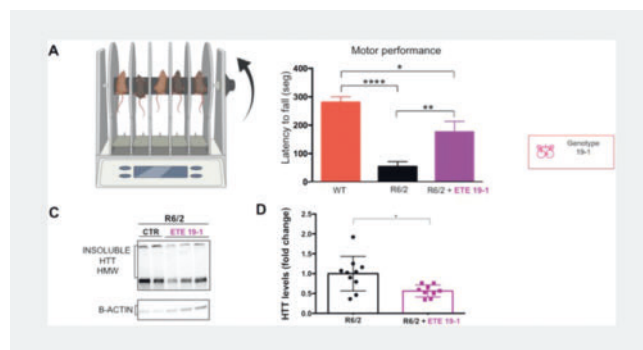 A
Motor performance
Latency to fall (seg)
400
300
200
100
0
*
****
**
WT
R6/2
R6/2 + ETE 19-1
Genotype
19-1
C
R6/2
CTR ETE 19-1
INSOLUBLE
HTT
HMW
B-ACTIN
D
HTT levels (fold change)
2.5
2.0
1.5
1.0
0.5
0.0
*
R6/2
R6/2 + ETE 19-1